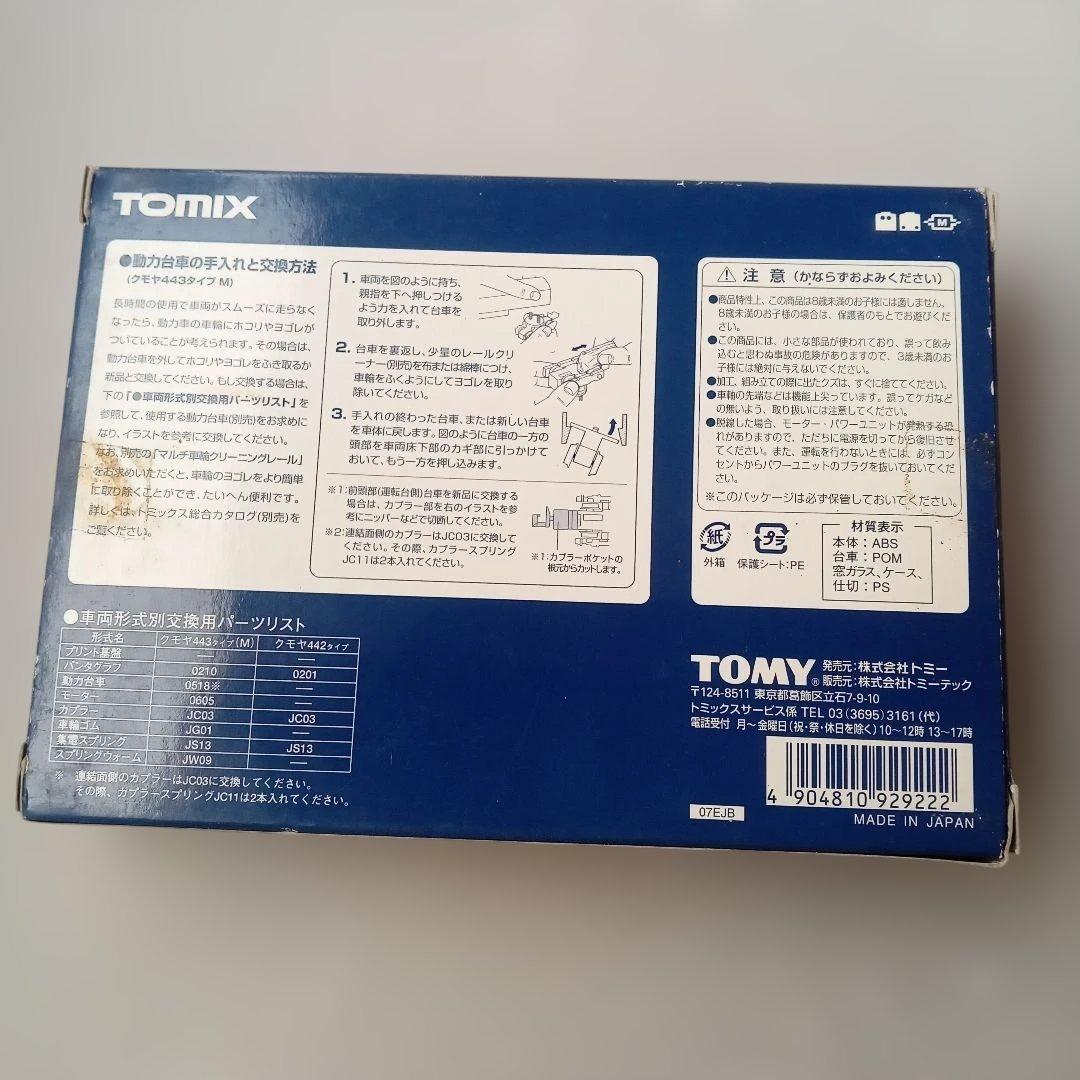 TOMIX
M
●動力台車の手入れと交換方法
(クモヤ443タイプ M)
長時間の使用で車両がスムーズに走らなく
なったら、動力車の車輪にホコリやヨゴレが
ついていることが考えられます。その場合は、
動力台車を外してホコリやヨゴレをふき取るか
新品と交換してください。もし交換する場合は、
下の「●車両形式別交換用パーツリスト」を
参照して、使用する動力台車(別売)をお求めに
なり、イラストを参考に交換してください。
なお、別売の「マルチ車輪クリーニングレール」
をお求めいただくと、車輪のヨゴレをより簡単
に取り除くことができ、たいへん便利です。
詳しくは、トミックス総合カタログ(別売)を
ご覧ください。
1. 車両を図のように持ち、
親指を下へ押しつける
よう力を入れて台車を
取り外します。
2. 台車を裏返し、少量のレールクリ
ーナー(別売)を布または綿棒につけ、
車輪をふくようにしてヨゴレを取り
除いてください。
3. 手入れの終わった台車、または新しい台車
を車体に戻します。図のように台車の一方の
頭部を車両床下部のカギ部に引っかけて
おいて、もう一方を押し込みます。
※1:前頭部(運転台側)台車を新品に交換する
場合は、カプラー部を右のイラストを参
考にニッパーなどで切断してください。
※2:連結面側のカプラーはJC03に交換して
ください。その際、カプラースプリング
JC11は2本入れてください。
※1:カプラーポケットの
根元からカットします。
⚠ 注 意 (かならずおよみください)
●商品特性上、この商品は8歳未満のお子様には適しません。
8歳未満のお子様の場合は、保護者のもとでお遊びくだ
さい。
●この商品には、小さな部品が使われており、誤って飲み
込むと思わぬ事故の危険がありますので、3歳未満のお子
様には絶対に与えないでください。
●加工、組み立ての際に出たクズは、すぐに捨ててください。
●車軸の先端などは機能上尖っています。誤ってケガなど
の無いよう、取り扱いには注意してください。
●脱線した場合、モーター・パワーユニットが発熱する恐
れがありますので、ただちに電源を切ってから復旧させ
てください。また、運転を行わないときには、必ずコン
セントからパワーユニットのプラグを抜いておいてくだ
さい。
※このパッケージは必ず保管しておいてください。
紙
外箱
プラ
保護シート:PE
材質表示
本体:ABS
台車:POM
窓ガラス、ケース、
仕切:PS
●車両形式別交換用パーツリスト
形式名 クモヤ443タイプ(M) クモヤ442タイプ
プリント基盤 — —
パンタグラフ 0210 0201
動力台車 0518※ —
モーター 0605 —
カプラー JC03 JC03
車輪ゴム JG01 —
集電スプリング JS13 JS13
スプリングウォーム JW09 —
※ 連結面側のカプラーはJC03に交換してください。
その際、カプラースプリングJC11は2本入れてください。
TOMY® 発売元:株式会社トミー
販売元:株式会社トミーテック
〒124-8511 東京都葛飾区立石7-9-10
トミックスサービス係 TEL 03(3695)3161(代)
電話受付 月〜金曜日(祝・祭・休日を除く)10〜12時 13〜17時
4 904810 929222
07EJB
MADE IN JAPAN